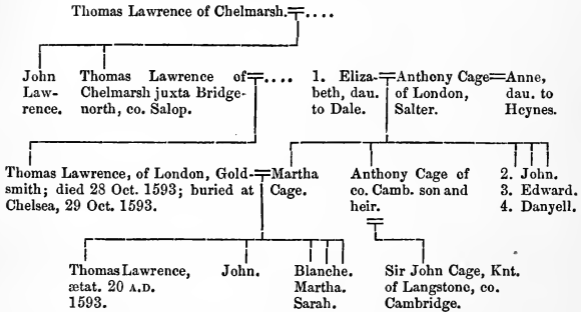 Thomas Lawrence of Chelmarsh.=....
John
Law-
rence.
Thomas Lawrence of=....
Chelmarsh juxta Bridge-
north, co. Salop.
1. Eliza-
beth, dau.
to Dale.
=Anthony Cage=
of London,
Salter.
Anne,
dau. to
Heynes.
Thomas Lawrence, of London, Gold-
smith; died 28 Oct. 1593; buried at
Chelsea, 29 Oct. 1593.
=Martha
Cage.
Anthony Cage of
co. Camb. son and
heir.
=
2. John.
3. Edward.
4. Danyell.
Thomas Lawrence,
ætat. 20 A.D.
1593.
John.
Blanche.
Martha.
Sarah.
Sir John Cage, Knt.
of Langstone, co.
Cambridge.